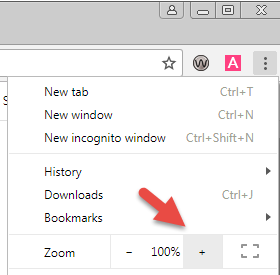 W A
S
New tab Ctrl+T
New window Ctrl+N
New incognito window Ctrl+Shift+N
History
Downloads Ctrl+J
Bookmarks
Zoom − 100% +